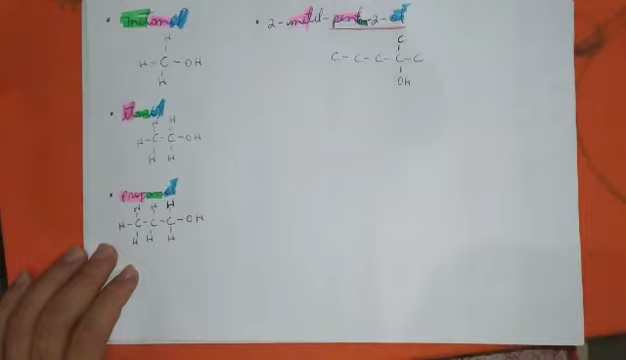 • metanol
H
H - C - OH
H
• Etanol
H H
H - C - C - OH
H H
• propanol
H H H
H - C - C - C - OH
H H H
• 2-metil-pentan-2-ol
C
C - C - C - C - C
OH